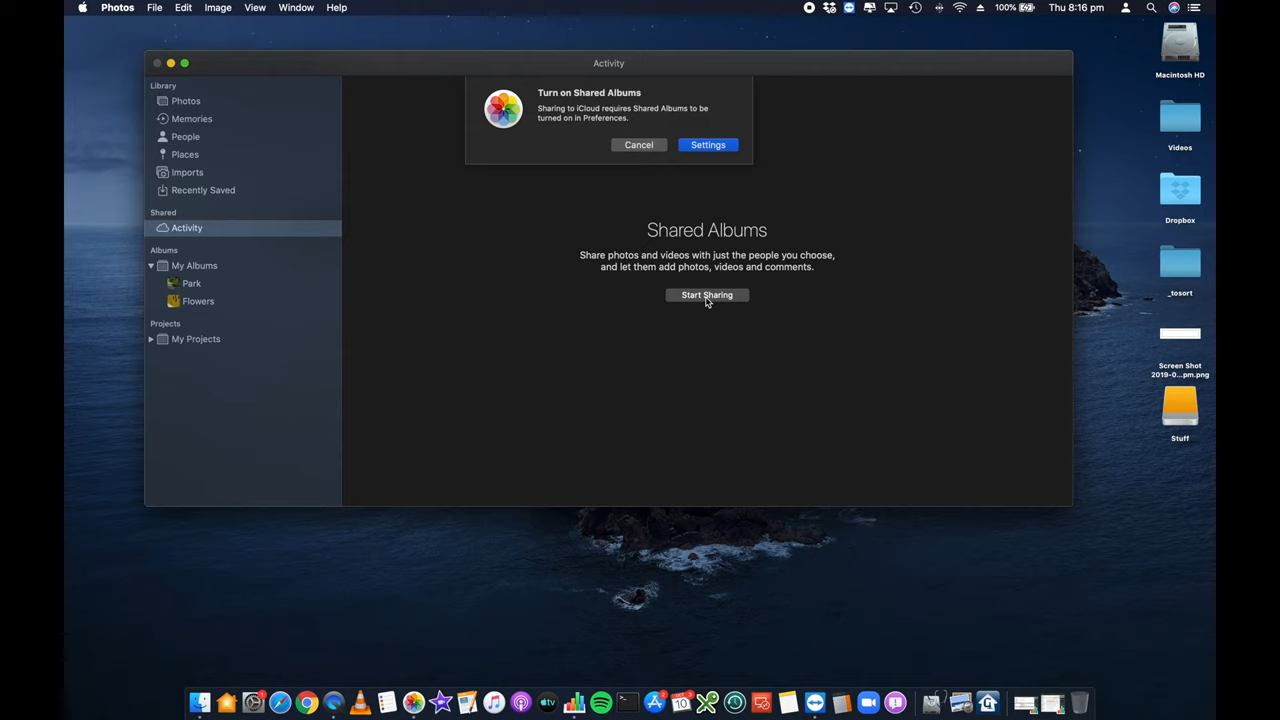 Photos File Edit Image View Window Help 100% Thu 8:16 pm
Activity
Library
Photos
Memories
People
Places
Imports
Recently Saved
Shared
Activity
Albums
My Albums
Park
Flowers
Projects
My Projects
Turn on Shared Albums
Sharing to iCloud requires Shared Albums to be
turned on in Preferences.
Cancel Settings
Shared Albums
Share photos and videos with just the people you choose,
and let them add photos, videos and comments.
Start Sharing
Macintosh HD
Videos
Dropbox
_tosort
Screen Shot
2019-0...pm.png
Stuff